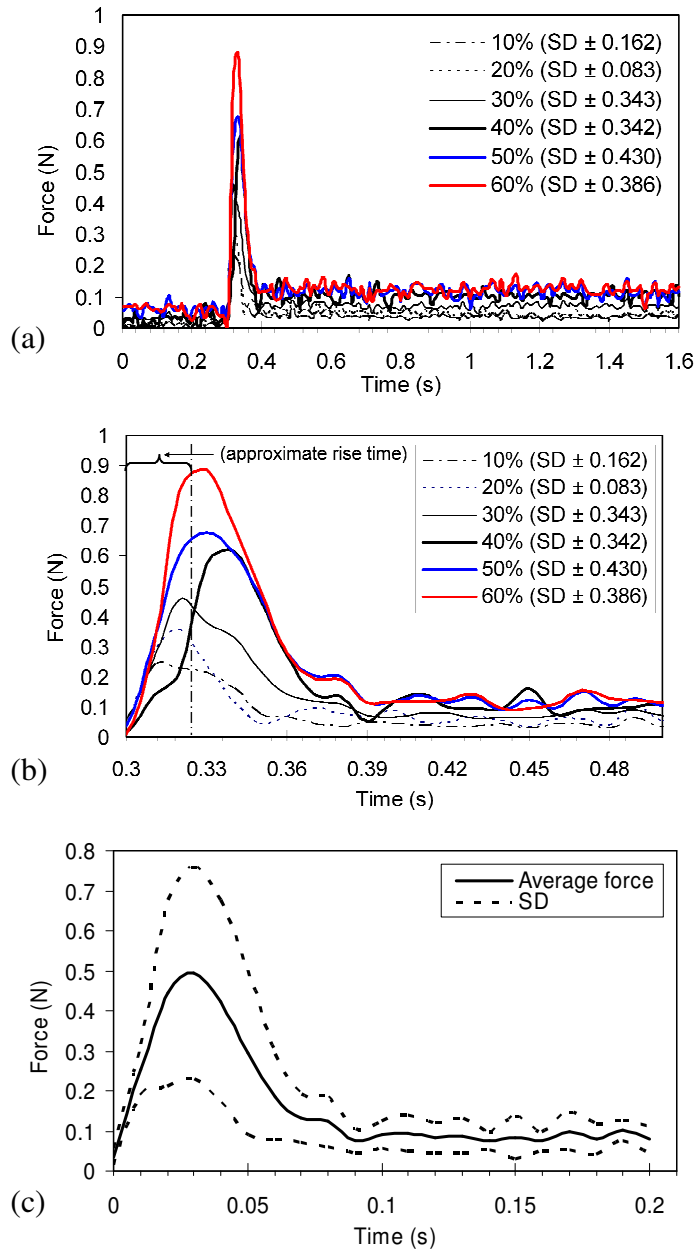 1
0.9
0.8
0.7
0.6
0.5
0.4
0.3
0.2
0.1
0
Force (N)
10% (SD ± 0.162)
20% (SD ± 0.083)
30% (SD ± 0.343)
40% (SD ± 0.342)
50% (SD ± 0.430)
60% (SD ± 0.386)
0 0.2 0.4 0.6 0.8 1 1.2 1.4 1.6
Time (s)
(a)
1
0.9
0.8
0.7
0.6
0.5
0.4
0.3
0.2
0.1
0
Force (N)
(approximate rise time)
10% (SD ± 0.162)
20% (SD ± 0.083)
30% (SD ± 0.343)
40% (SD ± 0.342)
50% (SD ± 0.430)
60% (SD ± 0.386)
0.3 0.33 0.36 0.39 0.42 0.45 0.48
Time (s)
(b)
0.8
0.7
0.6
0.5
0.4
0.3
0.2
0.1
0
Force (N)
Average force
SD
0 0.05 0.1 0.15 0.2
Time (s)
(c)